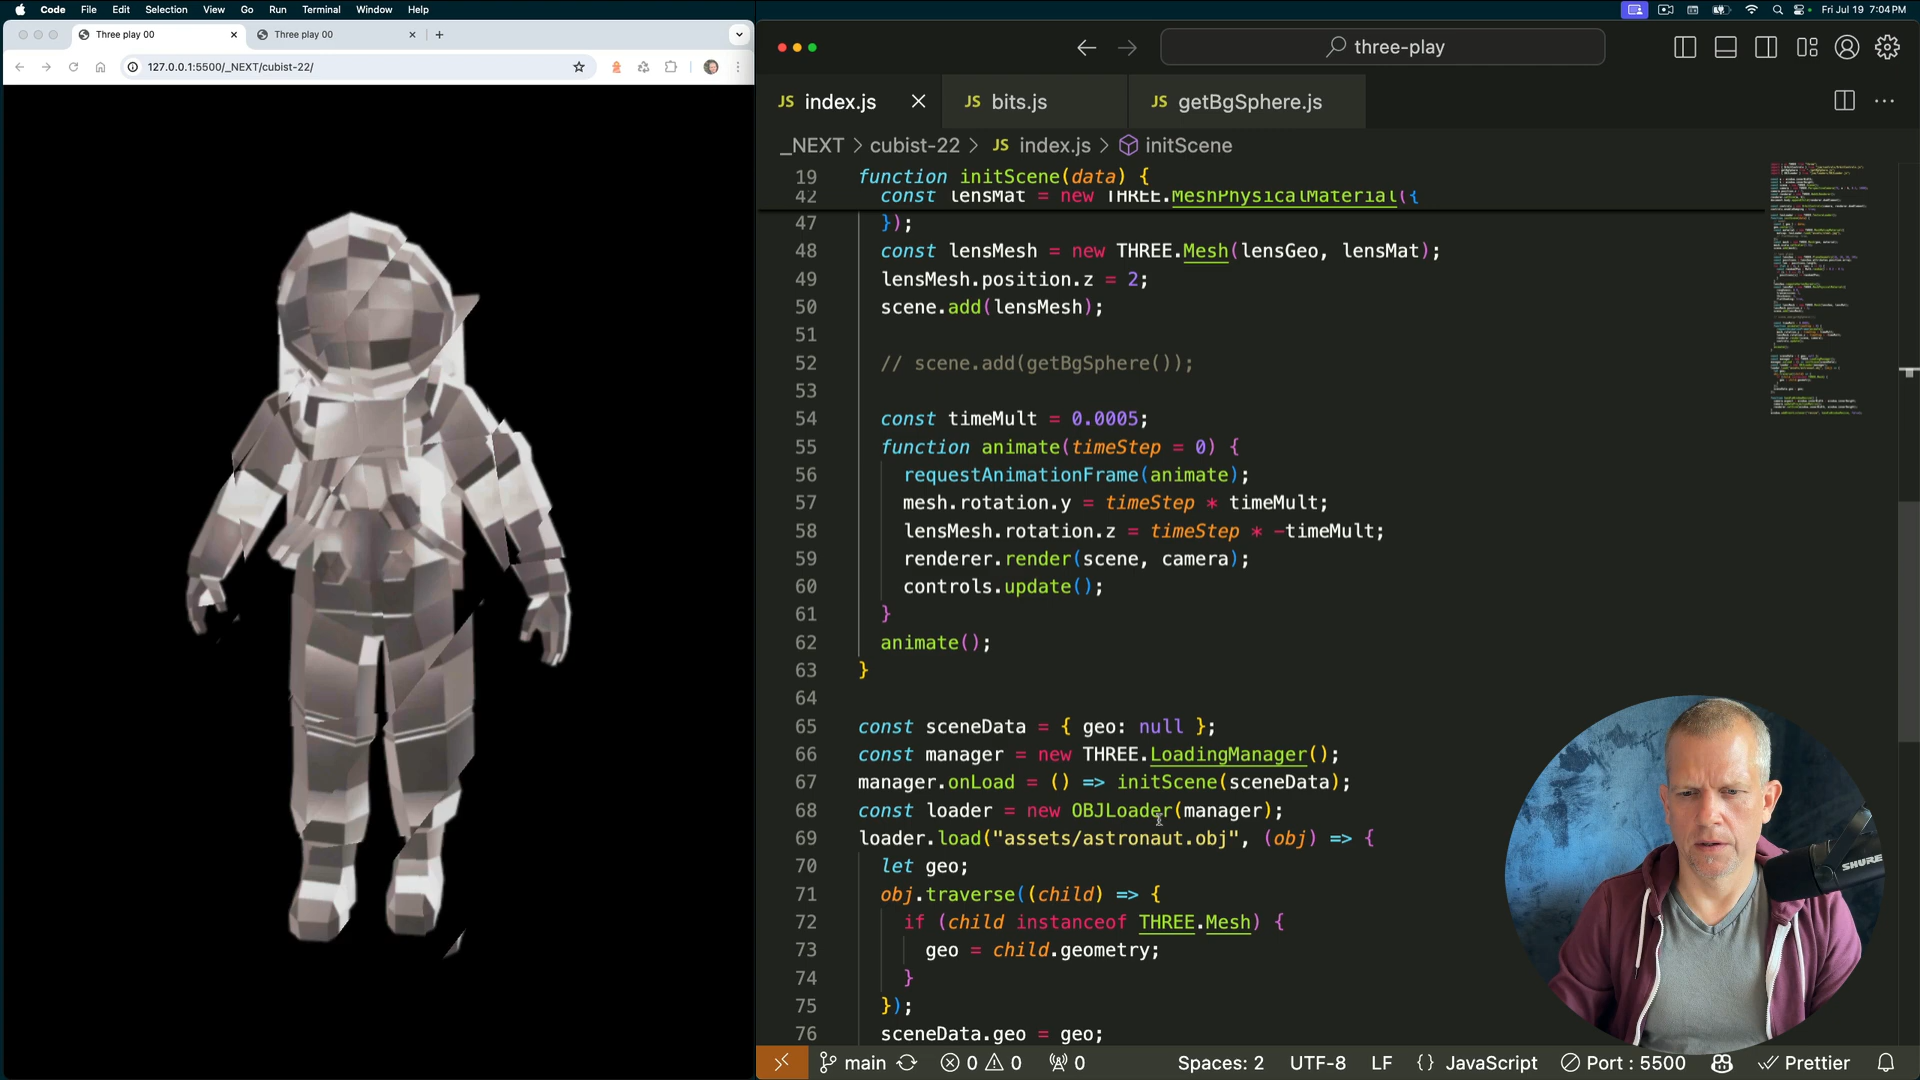 Code File Edit Selection View Go Run Terminal Window Help
Fri Jul 19 7:04PM
Three play 00
Three play 00
127.0.0.1:5500/_NEXT/cubist-22/
three-play
JS index.js
JS bits.js
JS getBgSphere.js
_NEXT > cubist-22 > JS index.js > initScene
19 function initScene(data) {
42 const lensMat = new THREE.MeshPhysicalMaterial({
47 });
48 const lensMesh = new THREE.Mesh(lensGeo, lensMat);
49 lensMesh.position.z = 2;
50 scene.add(lensMesh);
51
52 // scene.add(getBgSphere());
53
54 const timeMult = 0.0005;
55 function animate(timeStep = 0) {
56 requestAnimationFrame(animate);
57 mesh.rotation.y = timeStep * timeMult;
58 lensMesh.rotation.z = timeStep * -timeMult;
59 renderer.render(scene, camera);
60 controls.update();
61 }
62 animate();
63 }
64
65 const sceneData = { geo: null };
66 const manager = new THREE.LoadingManager();
67 manager.onLoad = () => initScene(sceneData);
68 const loader = new OBJLoader(manager);
69 loader.load("assets/astronaut.obj", (obj) => {
70 let geo;
71 obj.traverse((child) => {
72 if (child instanceof THREE.Mesh) {
73 geo = child.geometry;
74 }
75 });
76 sceneData.geo = geo;
SHURE
main 0 0 0 Spaces: 2 UTF-8 LF {} JavaScript Port : 5500 Prettier